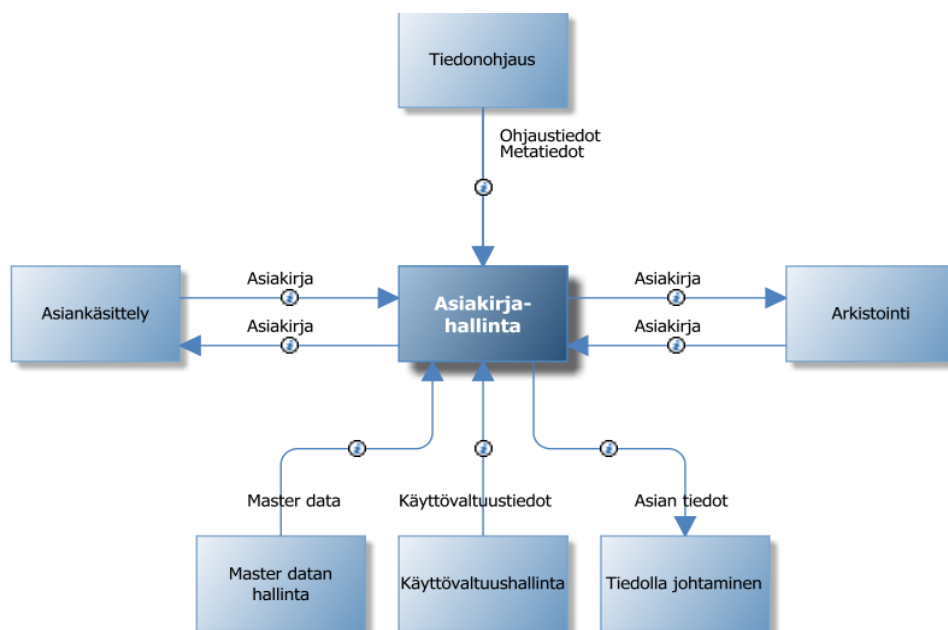 Tiedonohjaus
Ohjaustiedot
Metatiedot
Asiakirja
Asiakirja
Asiankäsittely
Asiakirja-
hallinta
Arkistointi
Asiakirja
Asiakirja
Master data
Käyttövaltuustiedot
Asian tiedot
Master datan
hallinta
Käyttövaltuushallinta
Tiedolla johtaminen